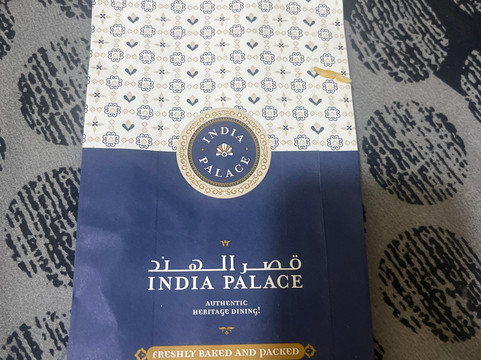 INDIA
PALACE
قصر الهند
INDIA PALACE
AUTHENTIC
HERITAGE DINING!
FRESHLY BAKED AND PACKED